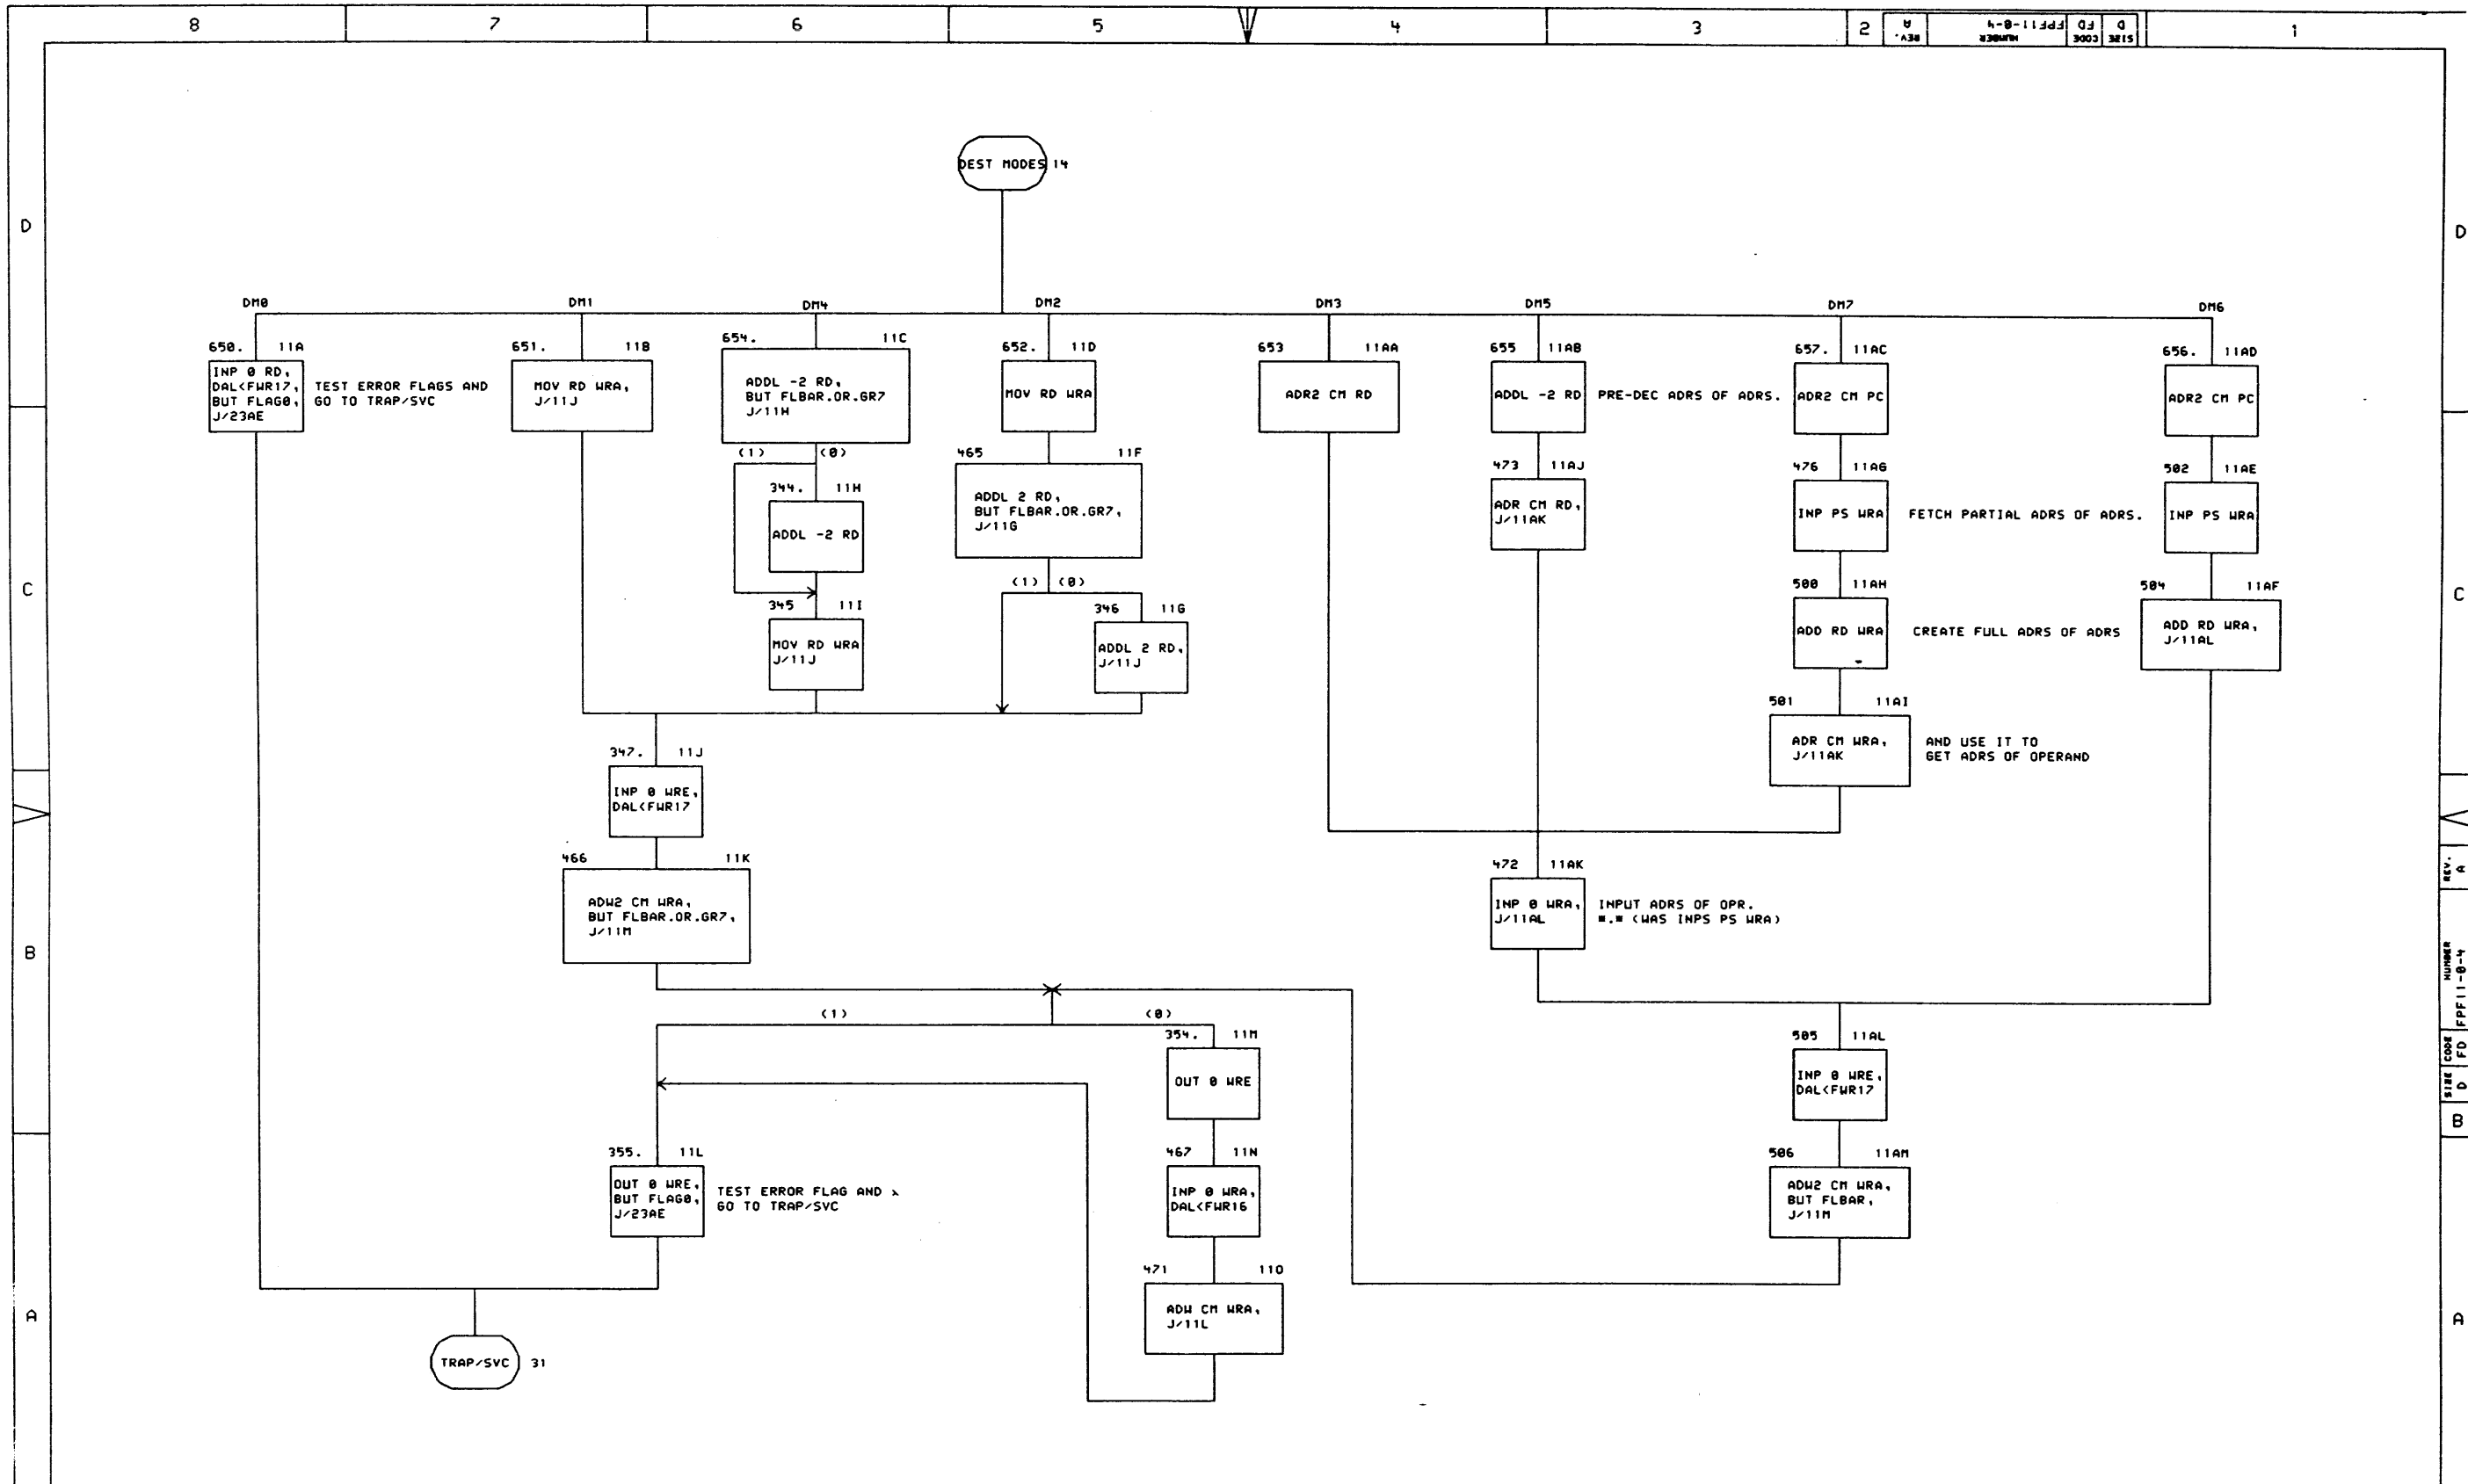 8 7 6 5 4 3 2 1
REV. A
NUMBER FPF11-0-4
CODE FD
SIZE D
DEST MODES 14
D D
DM0 DM1 DM4 DM2 DM3 DM5 DM7 DM6
650. 11A
INP 0 RD,
DAL<FWR17,
BUT FLAG0,
J/23AE
TEST ERROR FLAGS AND
GO TO TRAP/SVC
651. 11B
MOV RD WRA,
J/11J
654. 11C
ADDL -2 RD,
BUT FLBAR.OR.GR7
J/11H
(1) (0)
344. 11H
ADDL -2 RD
345 11I
MOV RD WRA
J/11J
652. 11D
MOV RD WRA
465 11F
ADDL 2 RD,
BUT FLBAR.OR.GR7,
J/11G
(1) (0)
346 11G
ADDL 2 RD,
J/11J
653 11AA
ADR2 CM RD
655 11AB
ADDL -2 RD
PRE-DEC ADRS OF ADRS.
473 11AJ
ADR CM RD,
J/11AK
657. 11AC
ADR2 CM PC
476 11AG
INP PS WRA
FETCH PARTIAL ADRS OF ADRS.
500 11AH
ADD RD WRA
CREATE FULL ADRS OF ADRS
501 11AI
ADR CM WRA,
J/11AK
AND USE IT TO
GET ADRS OF OPERAND
656. 11AD
ADR2 CM PC
502 11AE
INP PS WRA
504 11AF
ADD RD WRA,
J/11AL
C C
347. 11J
INP 0 WRE,
DAL<FWR17
466 11K
ADW2 CM WRA,
BUT FLBAR.OR.GR7,
J/11M
472 11AK
INP 0 WRA,
J/11AL
INPUT ADRS OF OPR.
*.* (WAS INPS PS WRA)
B B
(1) (0)
354. 11M
OUT 0 WRE
467 11N
INP 0 WRA,
DAL<FWR16
471 11O
ADW CM WRA,
J/11L
355. 11L
OUT 0 WRE,
BUT FLAG0,
J/23AE
TEST ERROR FLAG AND
GO TO TRAP/SVC
505 11AL
INP 0 WRE,
DAL<FWR17
506 11AM
ADW2 CM WRA,
BUT FLBAR,
J/11M
A A
TRAP/SVC 31
REV. A
NUMBER FPF11-0-4
CODE FD
SIZE D